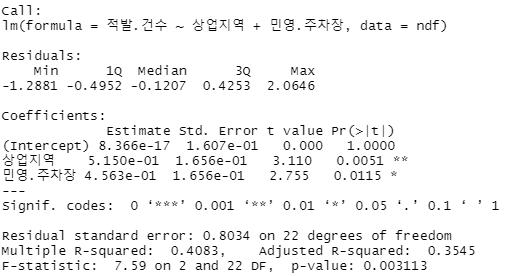 Call:
lm(formula = 적발.건수 ~ 상업지역 + 민영.주차장, data = ndf)
Residuals:
Min 1Q Median 3Q Max
-1.2881 -0.4952 -0.1207 0.4253 2.0646
Coefficients:
Estimate Std. Error t value Pr(>|t|)
(Intercept) 8.366e-17 1.607e-01 0.000 1.0000
상업지역 5.150e-01 1.656e-01 3.110 0.0051 **
민영.주차장 4.563e-01 1.656e-01 2.755 0.0115 *
---
Signif. codes: 0 ‘***’ 0.001 ‘**’ 0.01 ‘*’ 0.05 ‘.’ 0.1 ‘ ’ 1
Residual standard error: 0.8034 on 22 degrees of freedom
Multiple R-squared: 0.4083, Adjusted R-squared: 0.3545
F-statistic: 7.59 on 2 and 22 DF, p-value: 0.003113